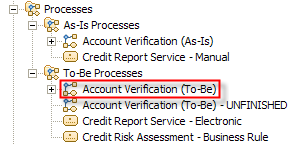 Processes
As-Is Processes
Account Verification (As-Is)
Credit Report Service - Manual
To-Be Processes
Account Verification (To-Be)
Account Verification (To-Be) - UNFINISHED
Credit Report Service - Electronic
Credit Risk Assessment - Business Rule